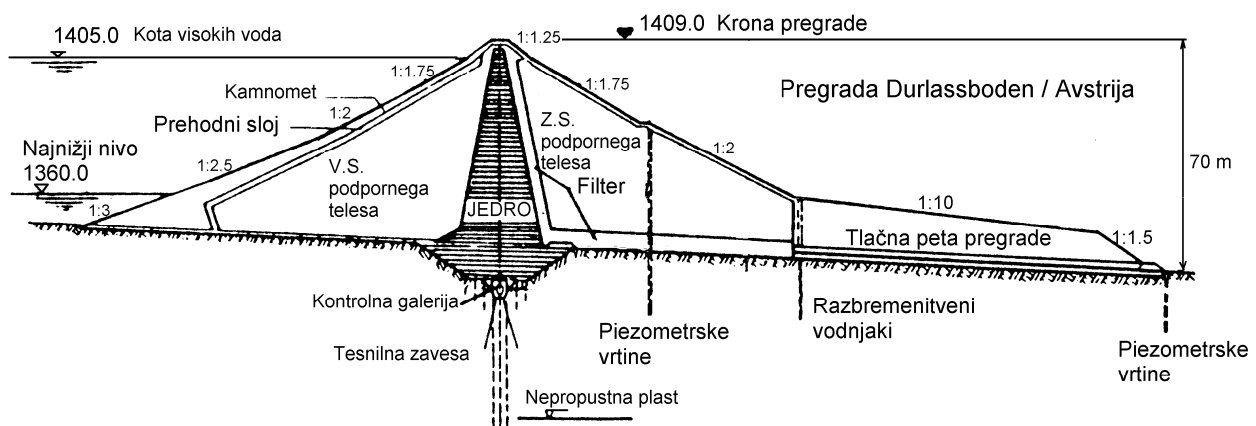 1405.0 Kota visokih voda
1409.0 Krona pregrade
1:1.25
1:1.75
1:1.75
Pregrada Durlassboden / Avstrija
Kamnomet
1:2
Prehodni sloj
Z.S.
podpornega
telesa
1:2
Najnižji nivo
1360.0
1:2.5
V.S.
podpornega
telesa
Filter
70 m
1:3
JEDRO
1:10
Tlačna peta pregrade
1:1.5
Kontrolna galerija
Razbremenitveni
vodnjaki
Piezometrske
vrtine
Tesnilna zavesa
Piezometrske
vrtine
Nepropustna plast